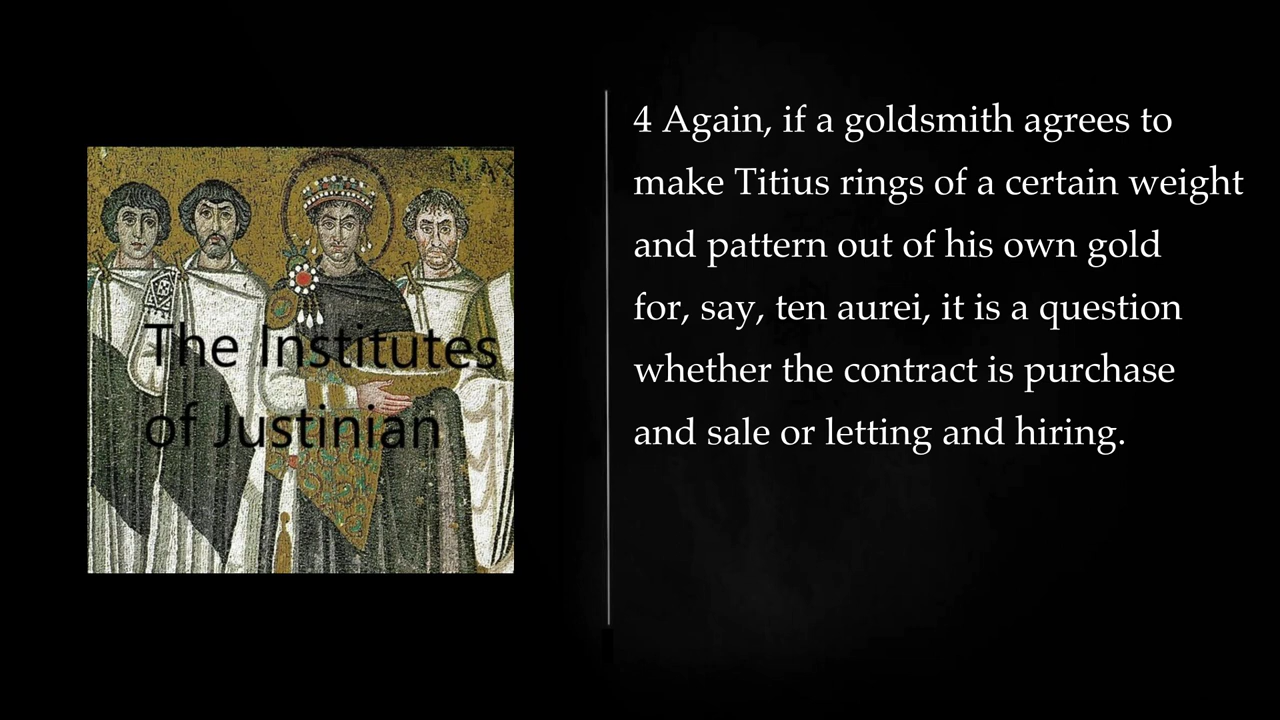 The Institutes
of Justinian
4 Again, if a goldsmith agrees to
make Titius rings of a certain weight
and pattern out of his own gold
for, say, ten aurei, it is a question
whether the contract is purchase
and sale or letting and hiring.